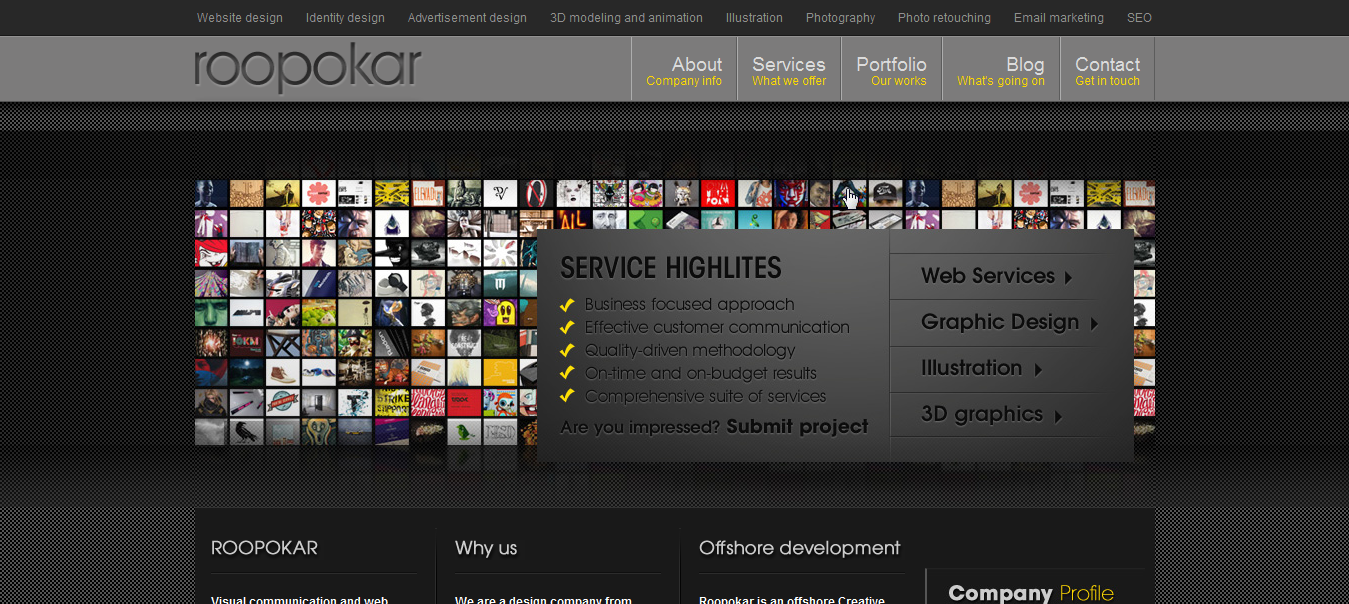 Website design Identity design Advertisement design 3D modeling and animation Illustration Photography Photo retouching Email marketing SEO
roopokar
About Services Portfolio Blog Contact
Company info What we offer Our works What's going on Get in touch
SERVICE HIGHLITES
Business focused approach
Effective customer communication
Quality-driven methodology
On-time and on-budget results
Comprehensive suite of services
Are you impressed? Submit project
Web Services
Graphic Design
Illustration
3D graphics
ROOPOKAR
Visual communication and web
Why us
We are a design company from
Offshore development
Roopokar is an offshore Creative
Company Profile